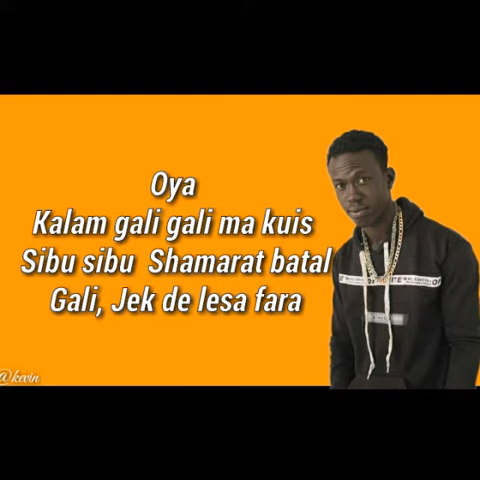 Oya
Kalam gali gali ma kuis
Sibu sibu Shamarat batal
Gali, Jek de lesa fara
@kevin